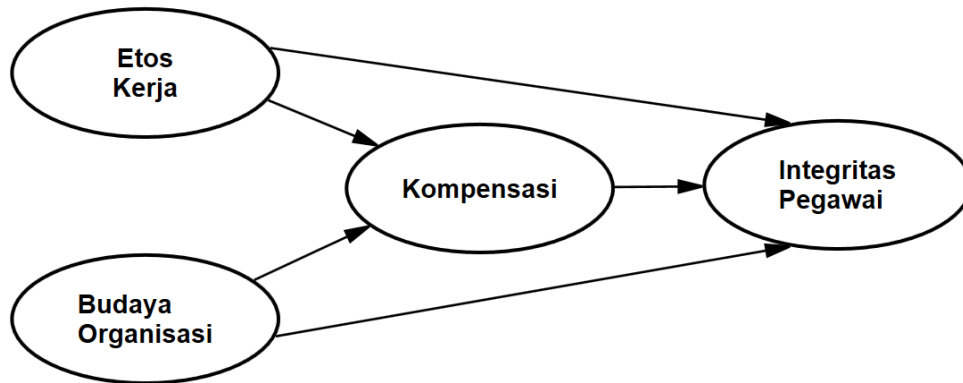 Etos
Kerja
Kompensasi
Integritas
Pegawai
Budaya
Organisasi